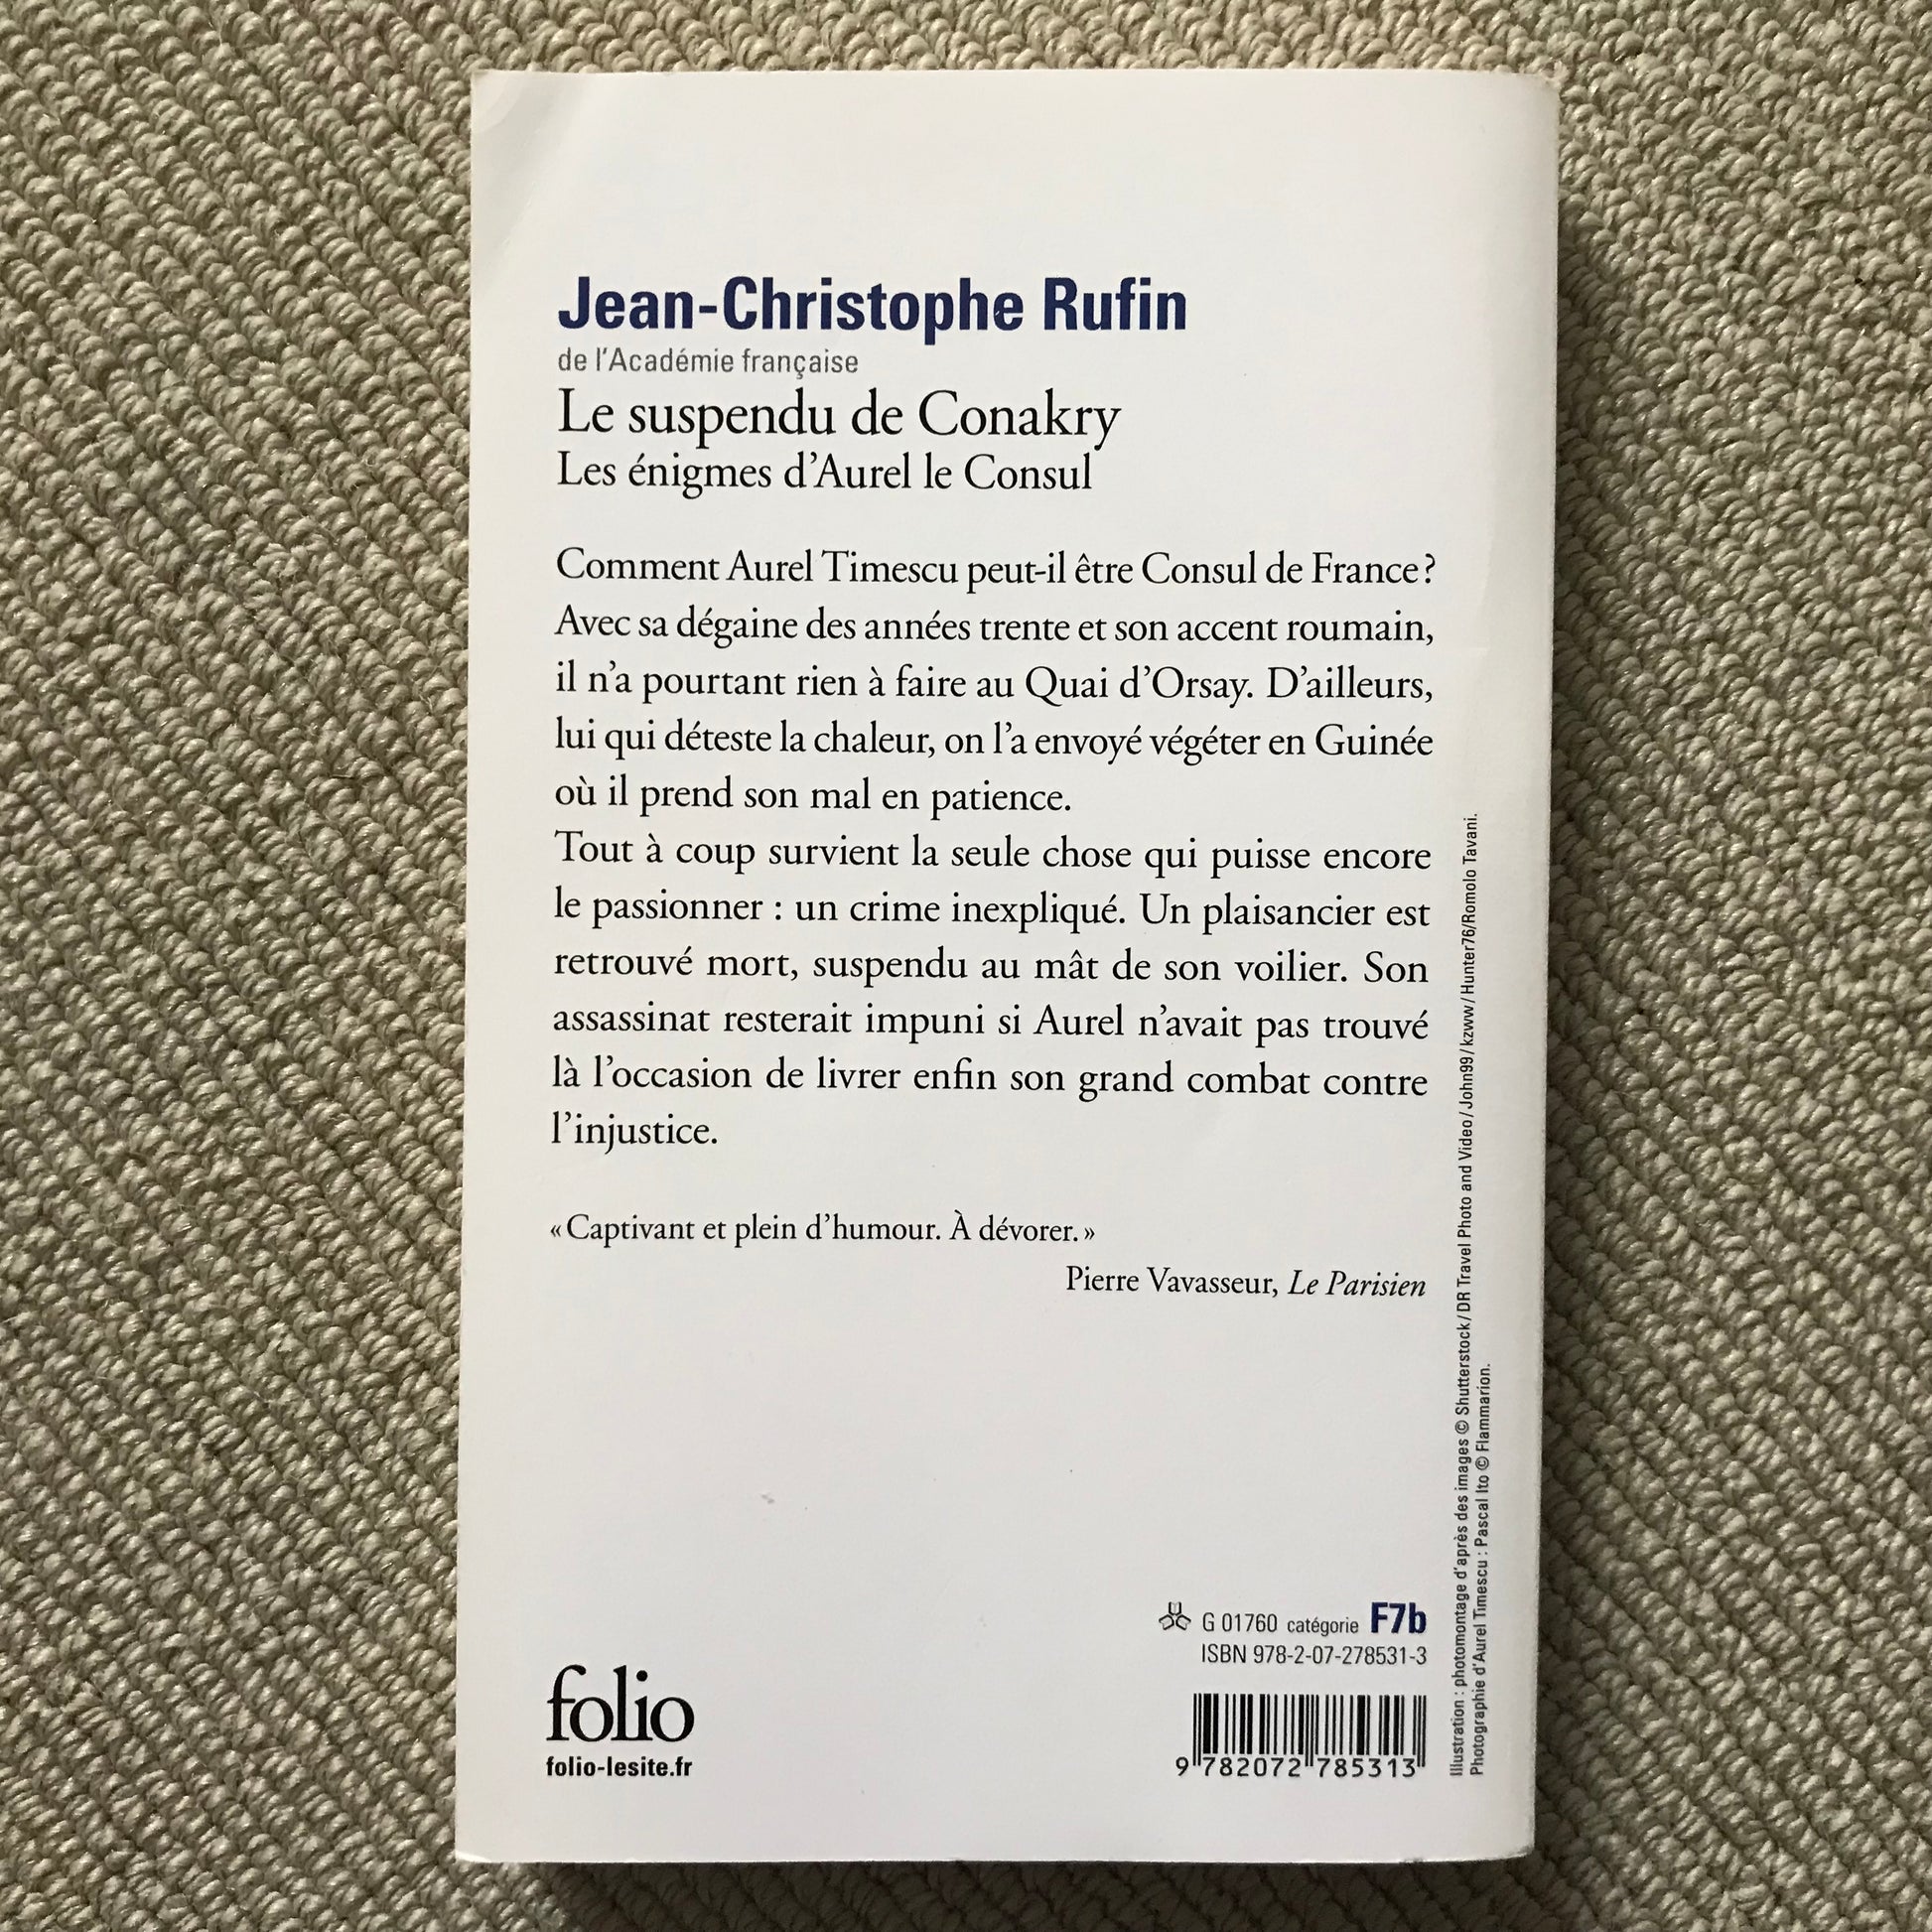 Jean-Christophe Rufin
de l'Académie française
Le suspendu de Conakry
Les énigmes d'Aurel le Consul
Comment Aurel Timescu peut-il être Consul de France ?
Avec sa dégaine des années trente et son accent roumain,
il n'a pourtant rien à faire au Quai d'Orsay. D'ailleurs,
lui qui déteste la chaleur, on l'a envoyé végéter en Guinée
où il prend son mal en patience.
Tout à coup survient la seule chose qui puisse encore
le passionner : un crime inexpliqué. Un plaisancier est
retrouvé mort, suspendu au mât de son voilier. Son
assassinat resterait impuni si Aurel n'avait pas trouvé
là l'occasion de livrer enfin son grand combat contre
l'injustice.
« Captivant et plein d'humour. À dévorer. »
Pierre Vavasseur, Le Parisien
G 01760 catégorie F7b
ISBN 978-2-07-278531-3
folio
folio-lesite.fr
9 782072 785313
Illustration : photomontage d'après des images © Shutterstock / DR Travel Photo and Video / John99 / kzww / Hunter76/Romolo Tavani.
Photographie d'Aurel Timescu : Pascal Ito © Flammarion.